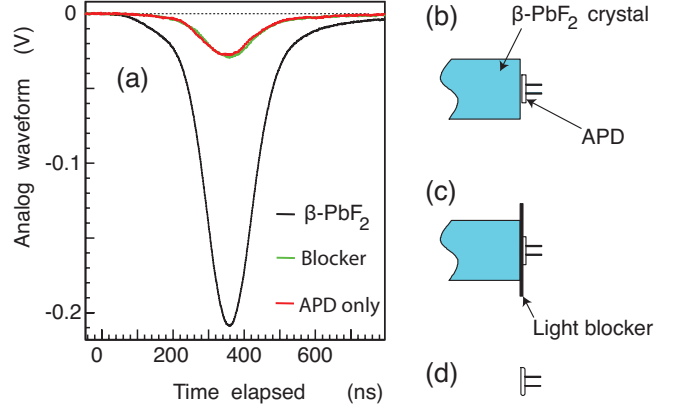 0
-0.1
-0.2
Analog waveform (V)
(a)
β-PbF2
Blocker
APD only
0 200 400 600
Time elapsed (ns)
(b)
β-PbF2 crystal
APD
(c)
Light blocker
(d)